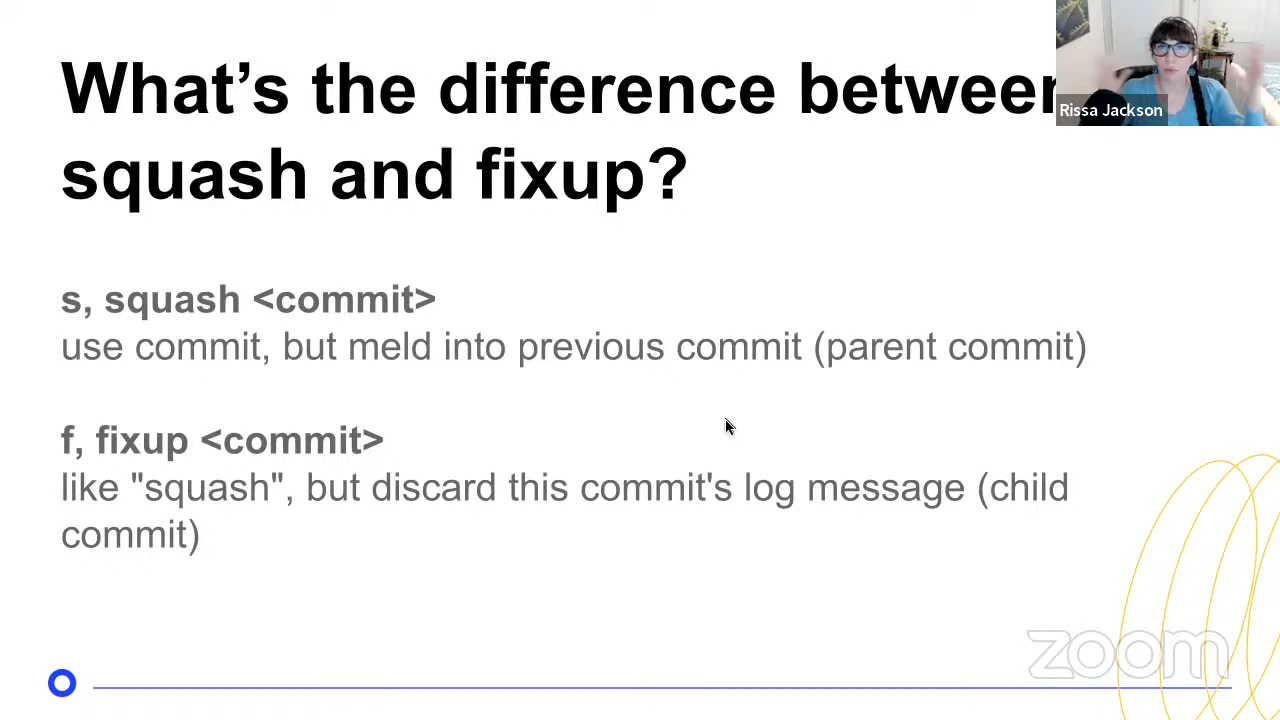 What’s the difference between
squash and fixup?
s, squash <commit>
use commit, but meld into previous commit (parent commit)
f, fixup <commit>
like "squash", but discard this commit's log message (child
commit)
Rissa Jackson
zoom